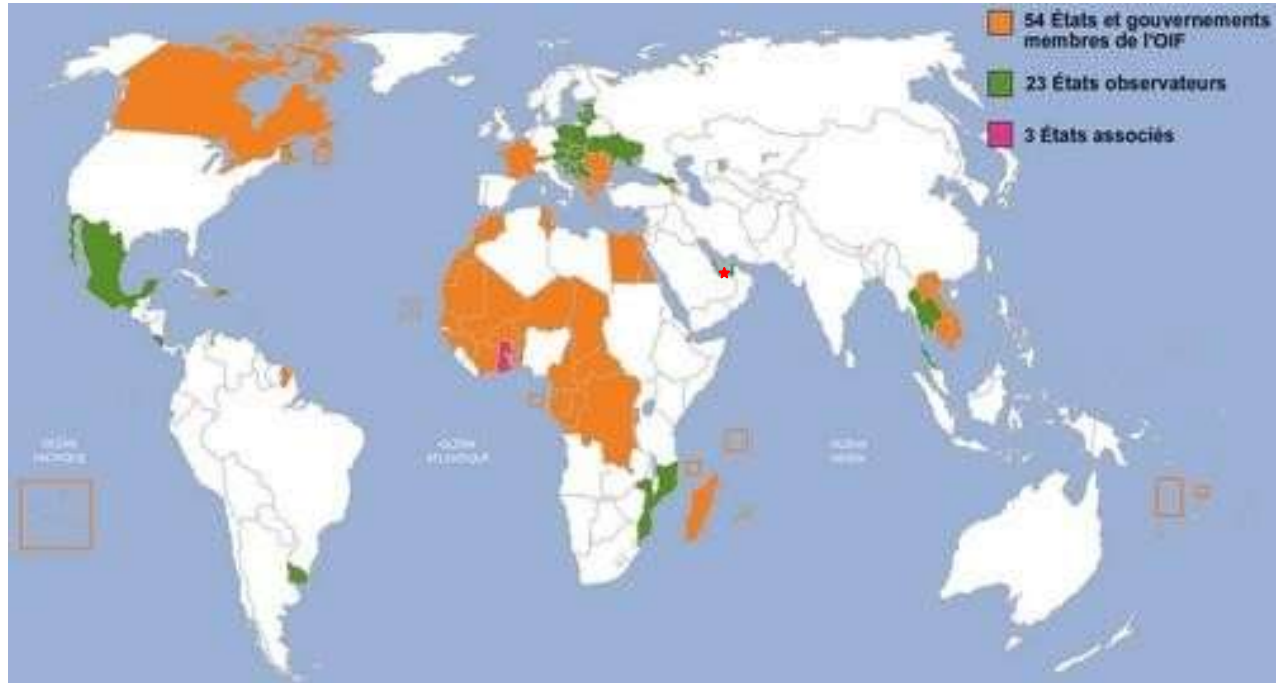 54 États et gouvernements
membres de l'OIF
23 États observateurs
3 États associés